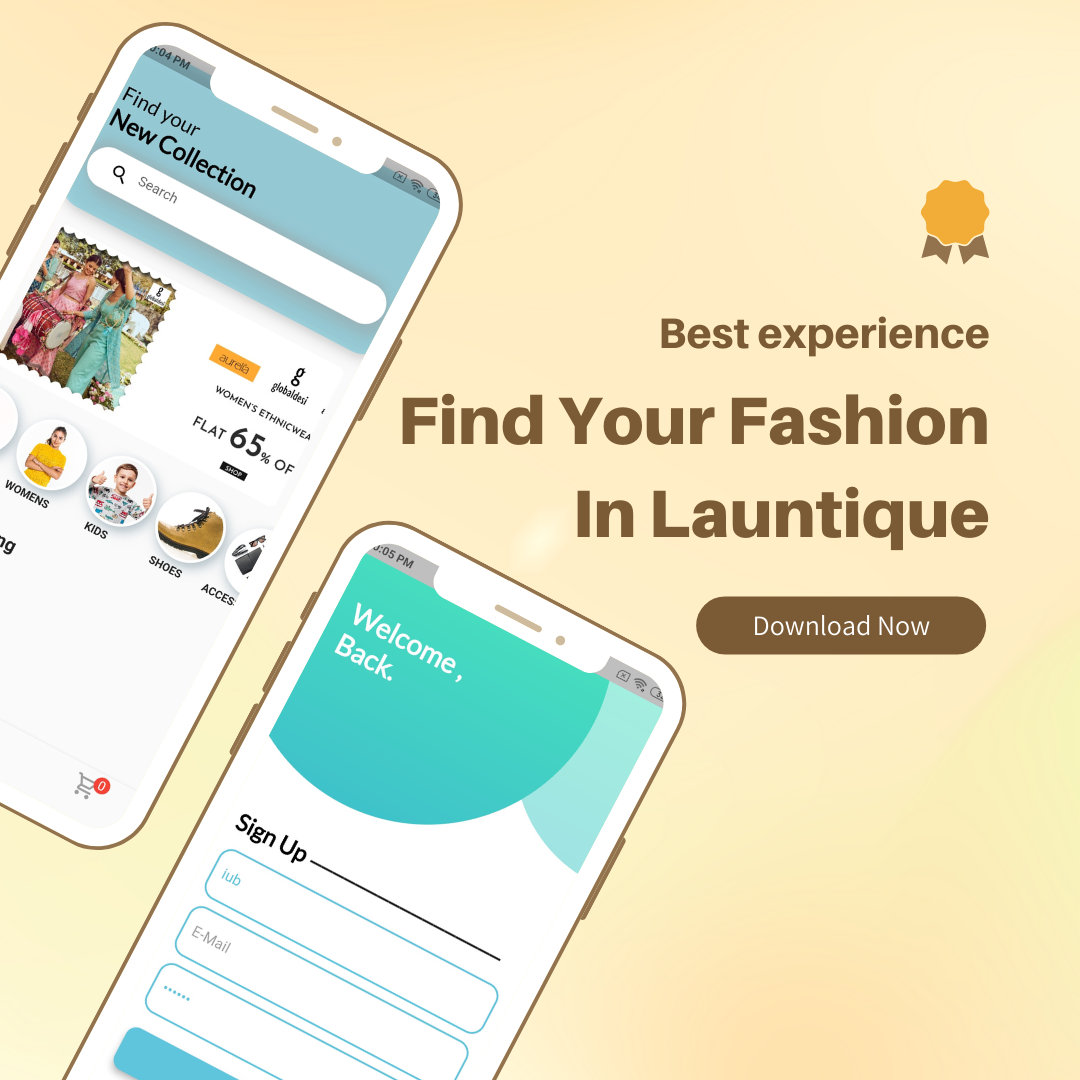 :04 PM
Find your
New Collection
Search
g
globaldesi
aurelia
g
globaldesi
WOMEN'S ETHNICWEA
FLAT 65% OF
SHOP
WOMENS
KIDS
SHOES
ACCES
ng
0
Best experience
Find Your Fashion
In Launtique
Download Now
:05 PM
Welcome,
Back.
Sign Up
iub
E-Mail
••••••